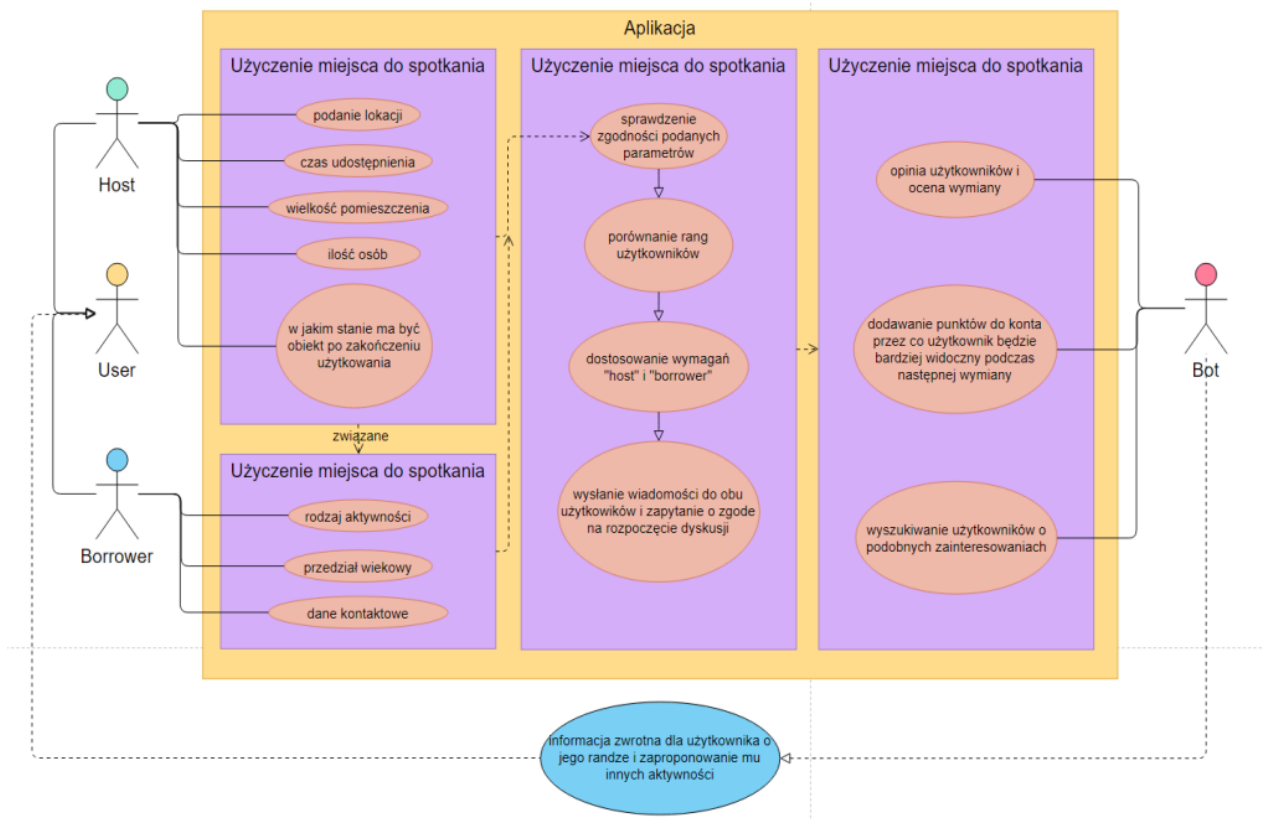 Aplikacja
Użyczenie miejsca do spotkania
podanie lokacji
czas udostępnienia
wielkość pomieszczenia
ilość osób
w jakim stanie ma być
obiekt po zakończeniu
użytkowania
związane
Użyczenie miejsca do spotkania
rodzaj aktywności
przedział wiekowy
dane kontaktowe
Użyczenie miejsca do spotkania
sprawdzenie
zgodności podanych
parametrów
porównanie rang
użytkowników
dostosowanie wymagań
"host" i "borrower"
wysłanie wiadomości do obu
użytkowików i zapytanie o zgode
na rozpoczęcie dyskusji
Użyczenie miejsca do spotkania
opinia użytkowników i
ocena wymiany
dodawanie punktów do konta
przez co użytkownik będzie
bardziej widoczny podczas
następnej wymiany
wyszukiwanie użytkowników o
podobnych zainteresowaniach
Host
User
Borrower
Bot
informacja zwrotna dla użytkownika o
jego randze i zaproponowanie mu
innych aktywności